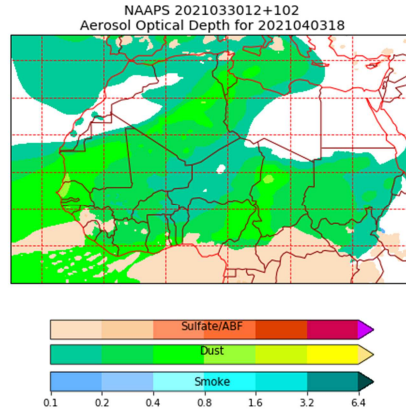 NAAPS 2021033012+102
Aerosol Optical Depth for 2021040318
Sulfate/ABF
Dust
Smoke
0.1 0.2 0.4 0.8 1.6 3.2 6.4